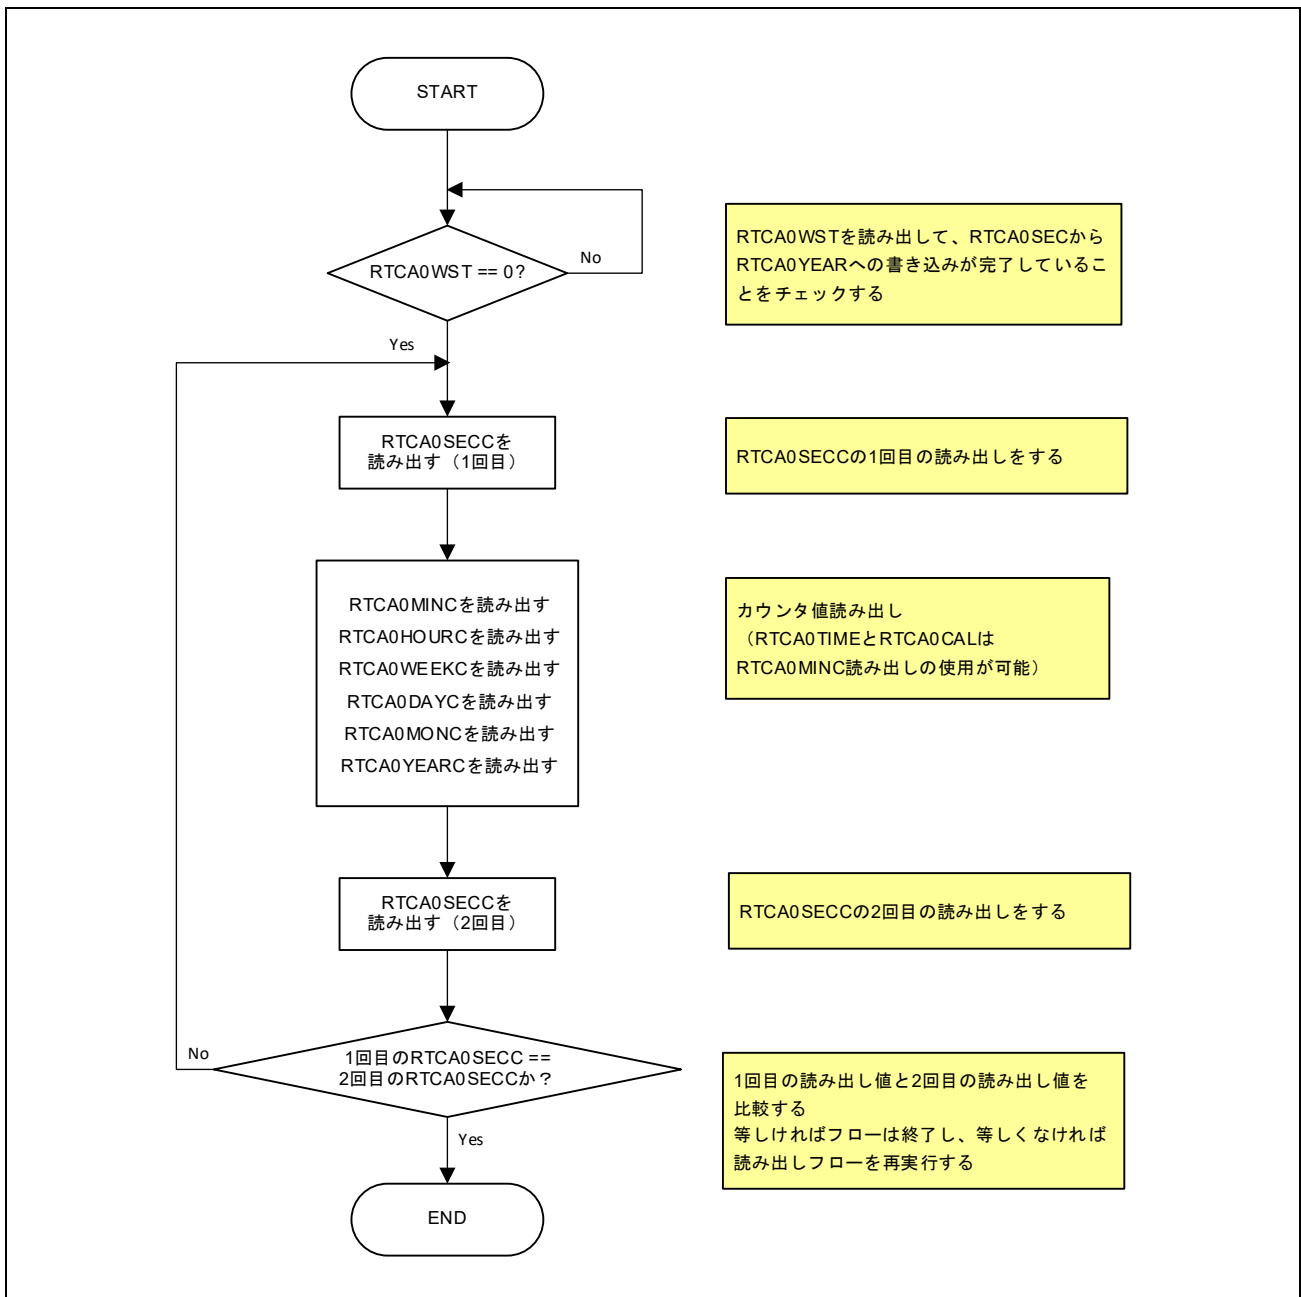 START
RTCA0WST == 0?
No
RTCA0WSTを読み出して、RTCA0SECから
RTCA0YEARへの書き込みが完了しているこ
とをチェックする
Yes
RTCA0SECCを
読み出す（1回目）
RTCA0SECCの1回目の読み出しをする
RTCA0MINCを読み出す
RTCA0HOURCを読み出す
RTCA0WEEKCを読み出す
RTCA0DAYCを読み出す
RTCA0MONCを読み出す
RTCA0YEARCを読み出す
カウンタ値読み出し
（RTCA0TIMEとRTCA0CALは
RTCA0MINC読み出しの使用が可能）
RTCA0SECCを
読み出す（2回目）
RTCA0SECCの2回目の読み出しをする
No
1回目のRTCA0SECC ==
2回目のRTCA0SECCか？
1回目の読み出し値と2回目の読み出し値を
比較する
等しければフローは終了し、等しくなければ
読み出しフローを再実行する
Yes
END